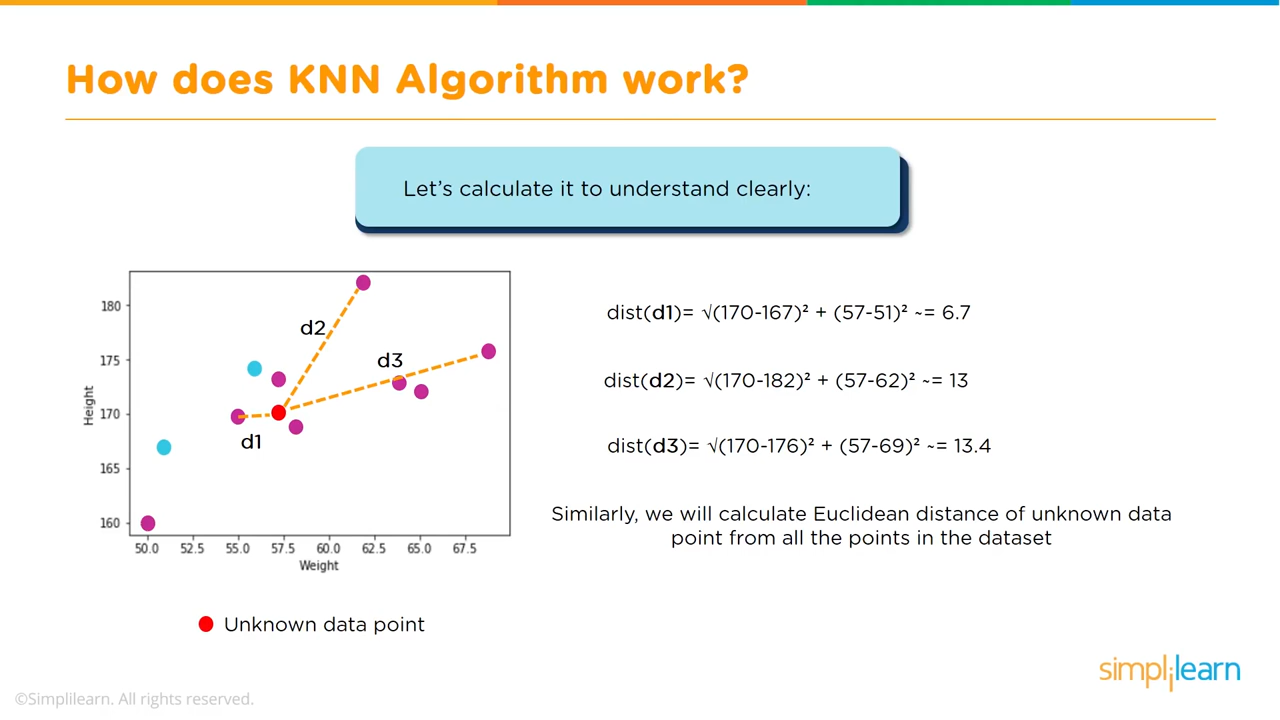 How does KNN Algorithm work?
Let's calculate it to understand clearly:
180
175
170
165
160
Height
50.0 52.5 55.0 57.5 60.0 62.5 65.0 67.5
Weight
d2
d3
d1
dist(d1)= √(170-167)² + (57-51)² ~= 6.7
dist(d2)= √(170-182)² + (57-62)² ~= 13
dist(d3)= √(170-176)² + (57-69)² ~= 13.4
Similarly, we will calculate Euclidean distance of unknown data
point from all the points in the dataset
Unknown data point
simplilearn
©Simplilearn. All rights reserved.